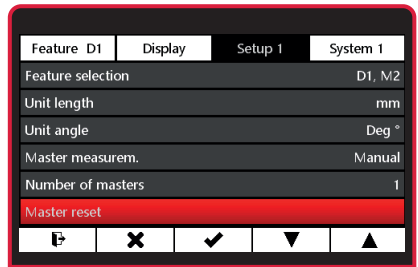 Feature D1 Display Setup 1 System 1
Feature selection D1, M2
Unit length mm
Unit angle Deg °
Master measurem. Manual
Number of masters 1
Master reset